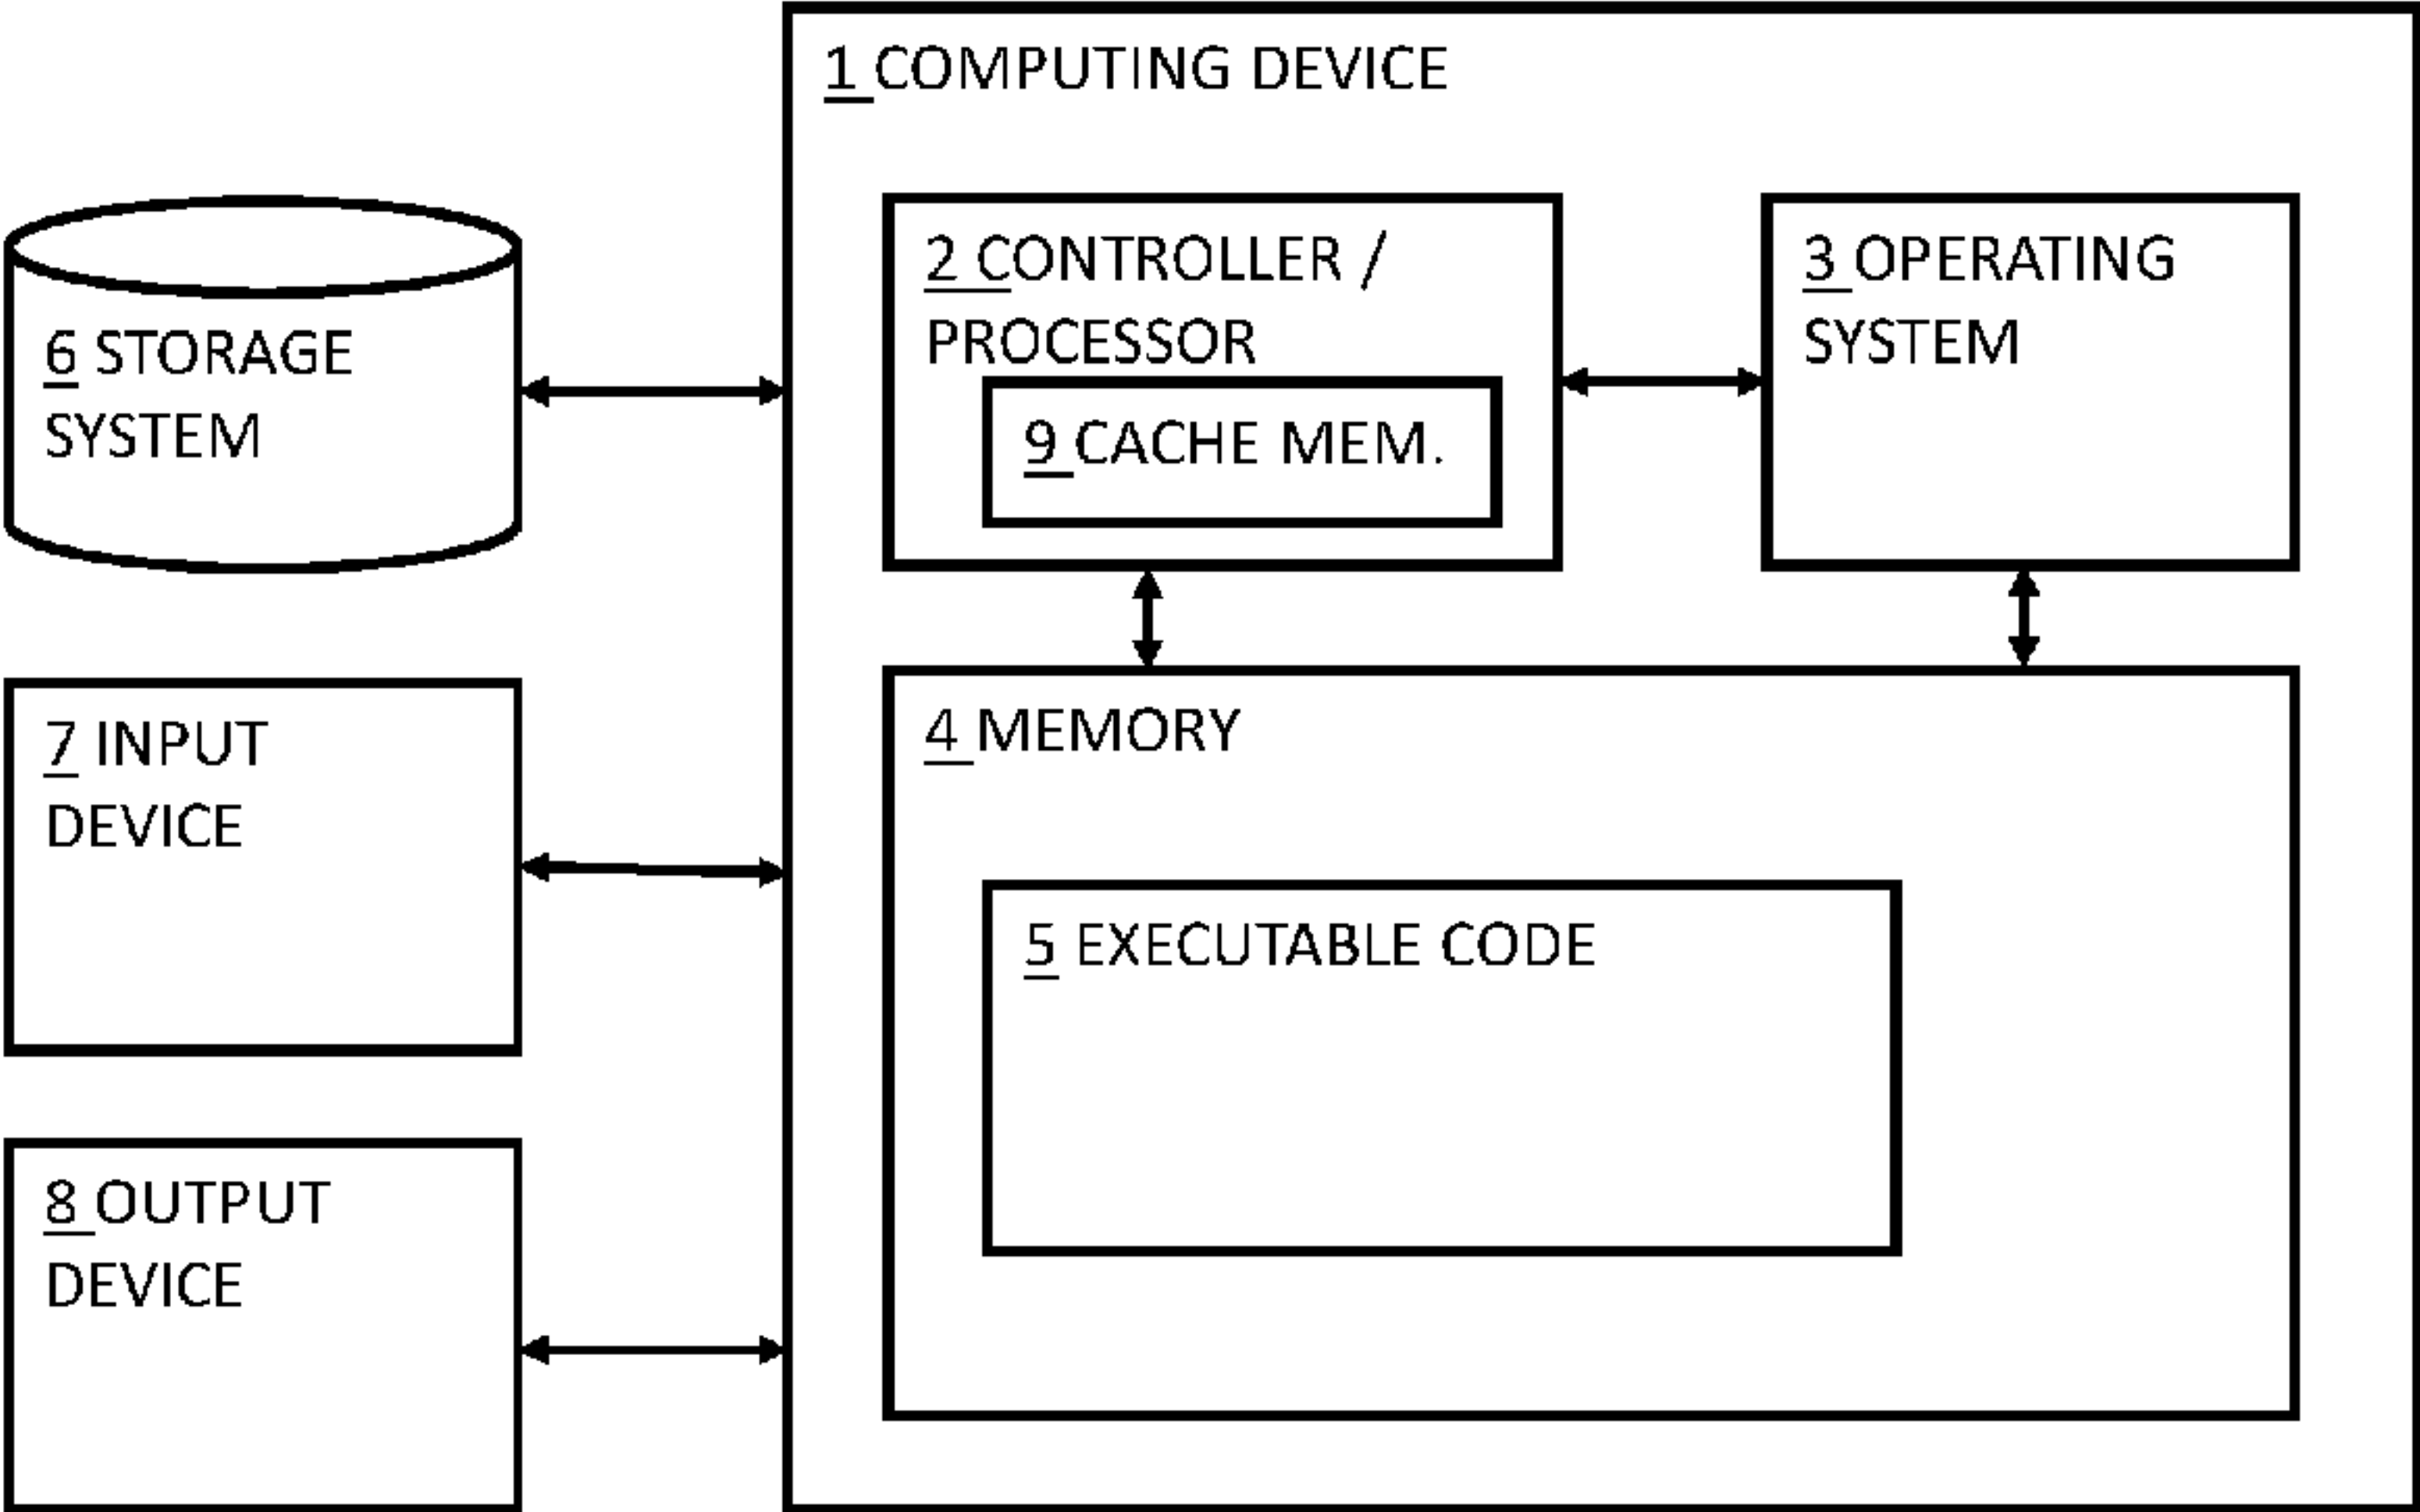 1 COMPUTING DEVICE
2 CONTROLLER /
PROCESSOR
9 CACHE MEM.
3 OPERATING
SYSTEM
6 STORAGE
SYSTEM
7 INPUT
DEVICE
4 MEMORY
5 EXECUTABLE CODE
8 OUTPUT
DEVICE